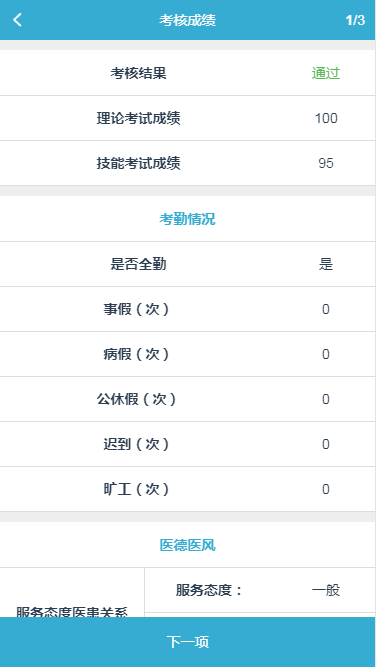 考核成绩 1/3
考核结果 通过
理论考试成绩 100
技能考试成绩 95
考勤情况
是否全勤 是
事假（次） 0
病假（次） 0
公休假（次） 0
迟到（次） 0
旷工（次） 0
医德医风
服务态度： 一般
服务态度医患关系
下一项